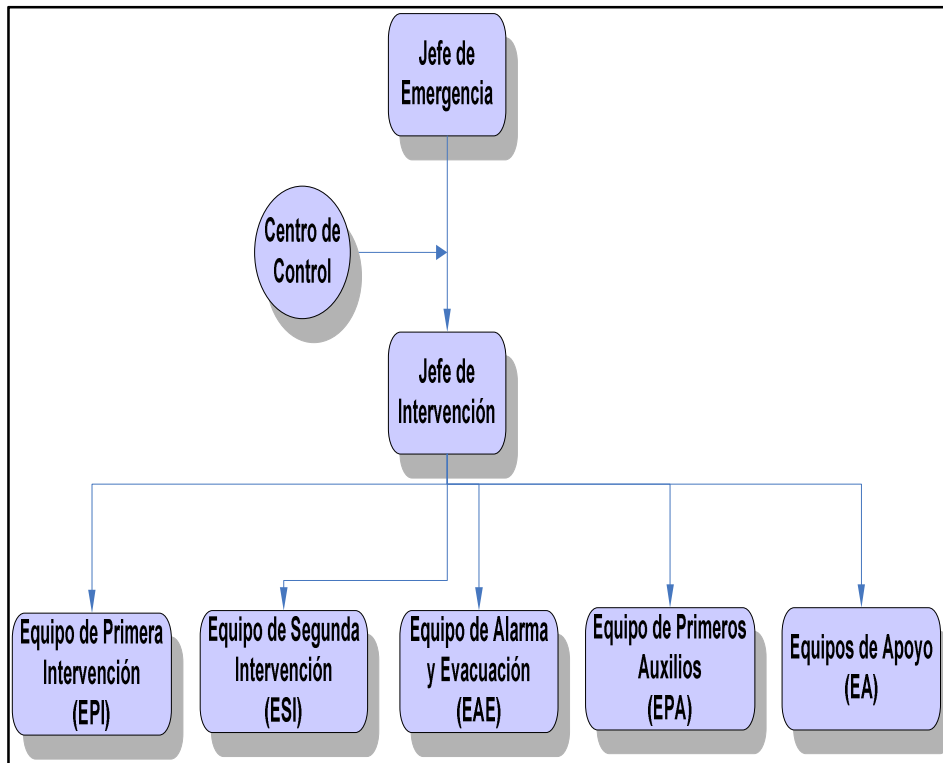 Jefe de
Emergencia
Centro de
Control
Jefe de
Intervención
Equipo de Primera
Intervención
(EPI)
Equipo de Segunda
Intervención
(ESI)
Equipo de Alarma
y Evacuación
(EAE)
Equipo de Primeros
Auxilios
(EPA)
Equipos de Apoyo
(EA)